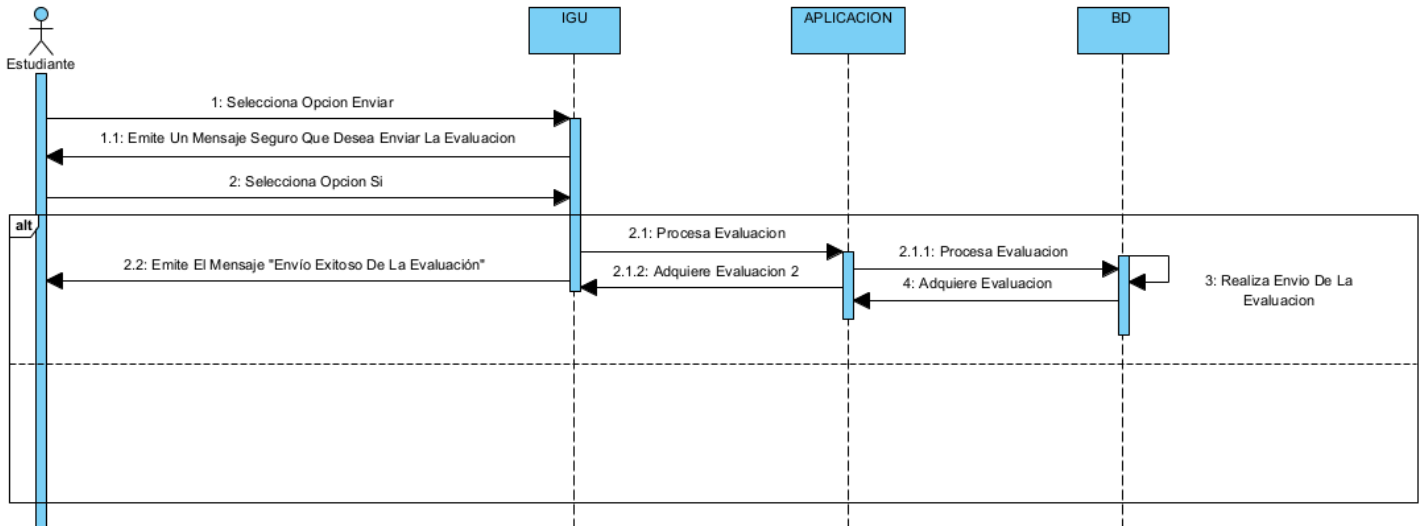 IGU
APLICACION
BD
Estudiante
1: Selecciona Opcion Enviar
1.1: Emite Un Mensaje Seguro Que Desea Enviar La Evaluacion
2: Selecciona Opcion Si
alt
2.1: Procesa Evaluacion
2.1.1: Procesa Evaluacion
2.2: Emite El Mensaje "Envío Exitoso De La Evaluación"
2.1.2: Adquiere Evaluacion 2
4: Adquiere Evaluacion
3: Realiza Envio De La
Evaluacion